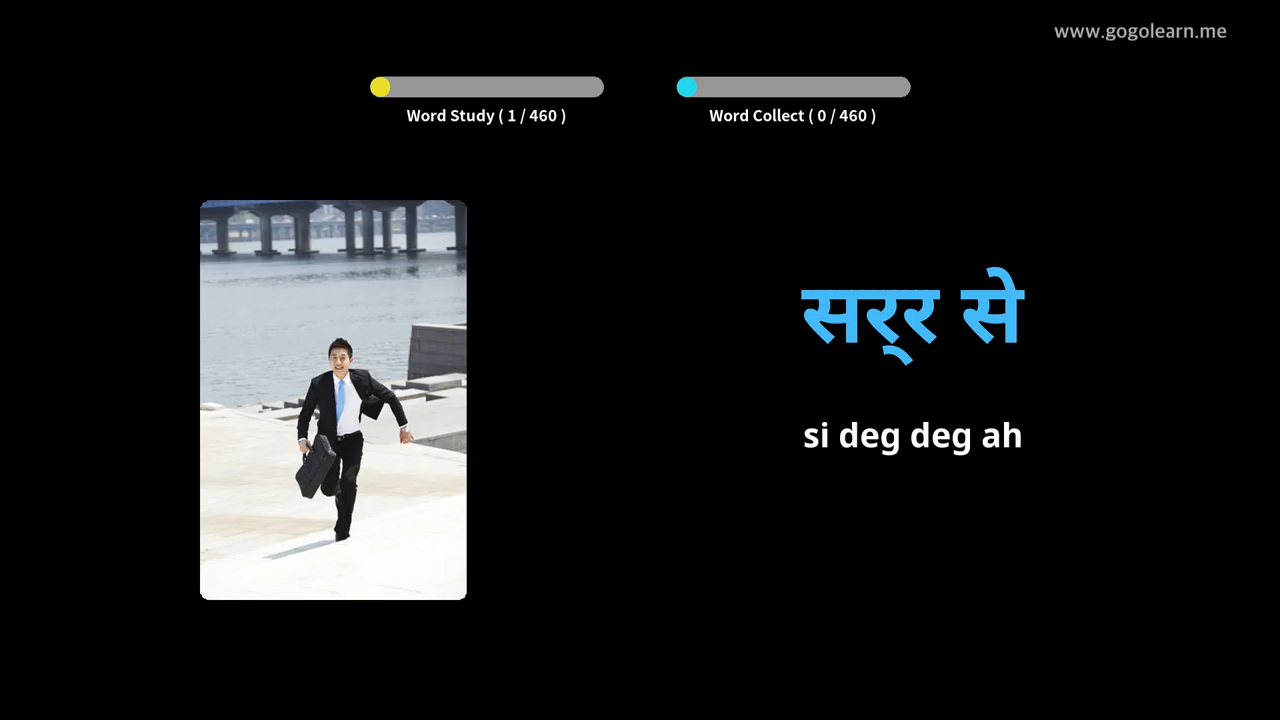 www.gogolearn.me
Word Study ( 1 / 460 )
Word Collect ( 0 / 460 )
सर्‌र से
si deg deg ah